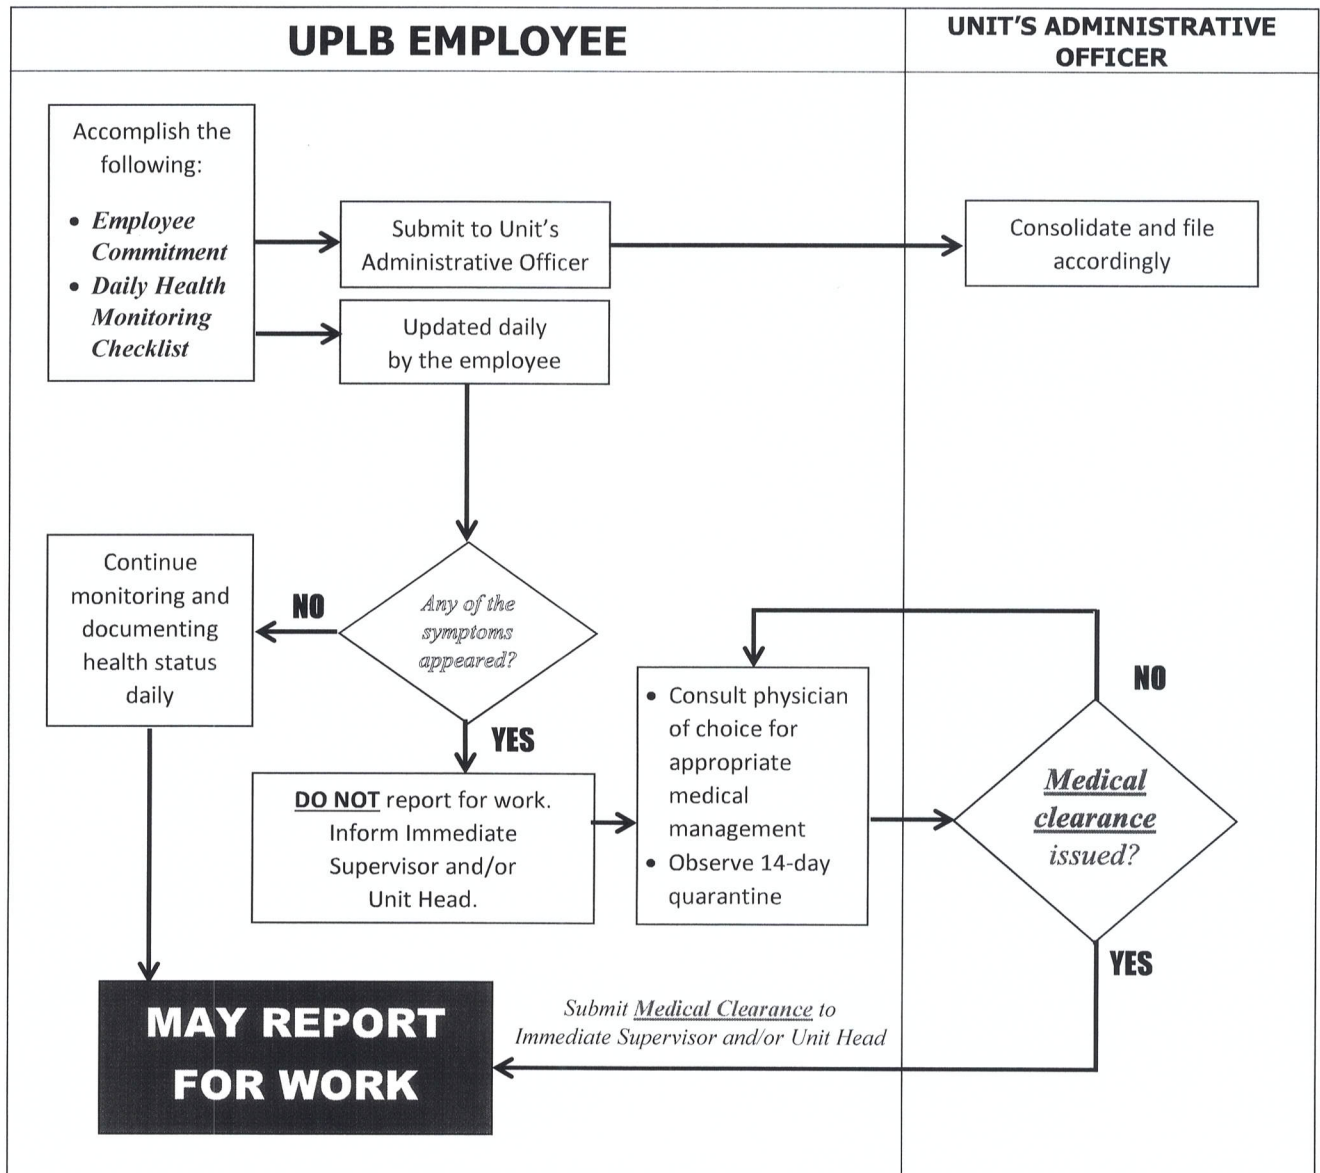 UPLB EMPLOYEE
UNIT'S ADMINISTRATIVE
OFFICER
Accomplish the
following:
• Employee
Commitment
• Daily Health
Monitoring
Checklist
Submit to Unit's
Administrative Officer
Consolidate and file
accordingly
Updated daily
by the employee
Any of the
symptoms
appeared?
NO
Continue
monitoring and
documenting
health status
daily
YES
DO NOT report for work.
Inform Immediate
Supervisor and/or
Unit Head.
• Consult physician
of choice for
appropriate
medical
management
• Observe 14-day
quarantine
NO
Medical
clearance
issued?
YES
Submit Medical Clearance to
Immediate Supervisor and/or Unit Head
MAY REPORT
FOR WORK